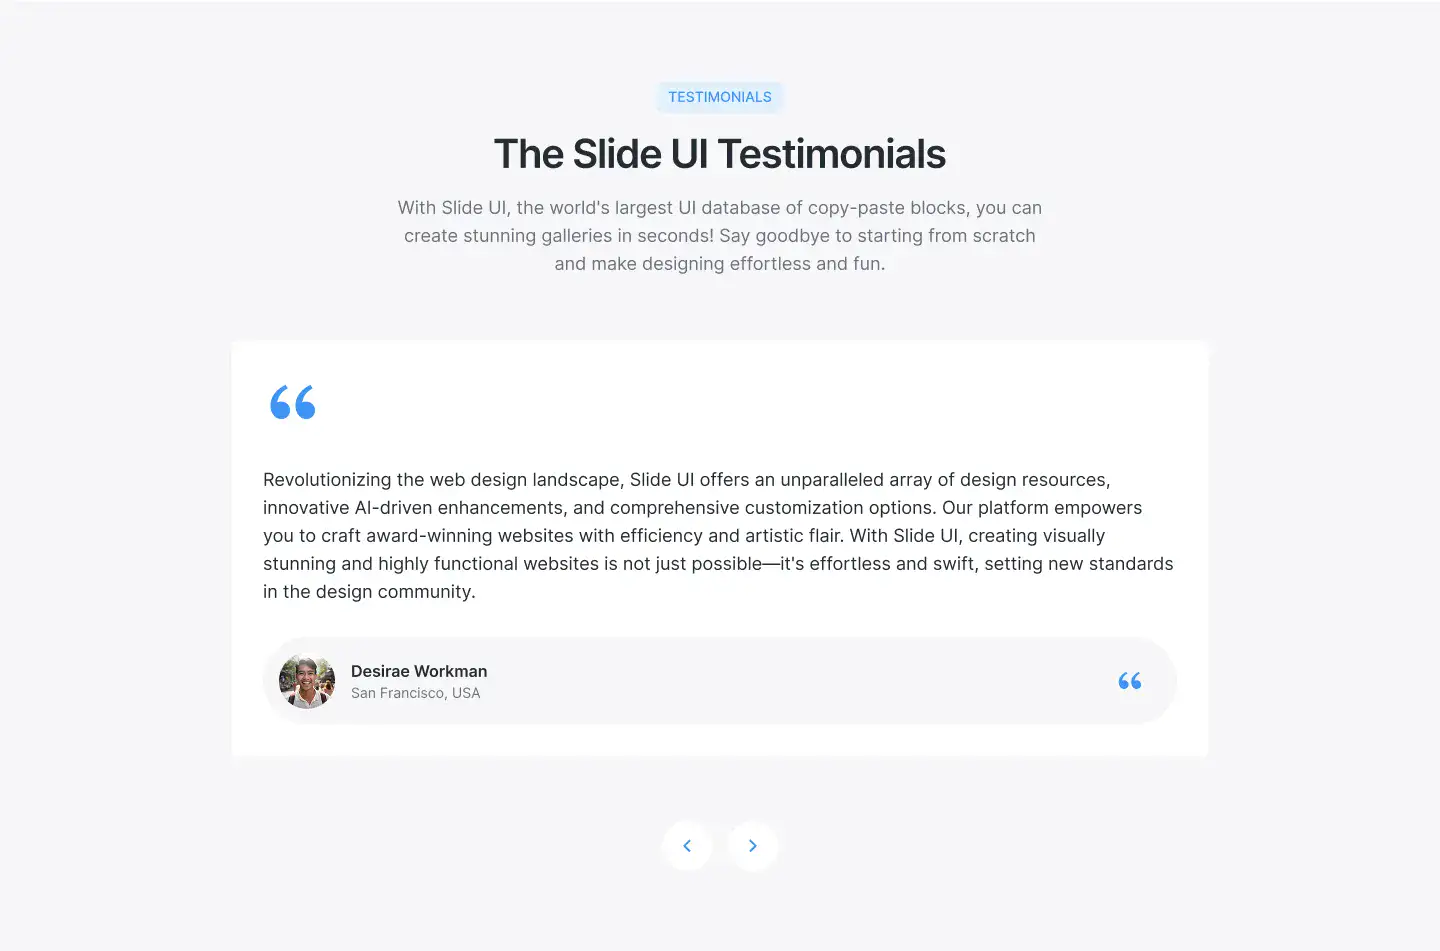 TESTIMONIALS
The Slide UI Testimonials
With Slide UI, the world's largest UI database of copy-paste blocks, you can
create stunning galleries in seconds! Say goodbye to starting from scratch
and make designing effortless and fun.
“
Revolutionizing the web design landscape, Slide UI offers an unparalleled array of design resources,
innovative AI-driven enhancements, and comprehensive customization options. Our platform empowers
you to craft award-winning websites with efficiency and artistic flair. With Slide UI, creating visually
stunning and highly functional websites is not just possible—it's effortless and swift, setting new standards
in the design community.
Desirae Workman
San Francisco, USA
“